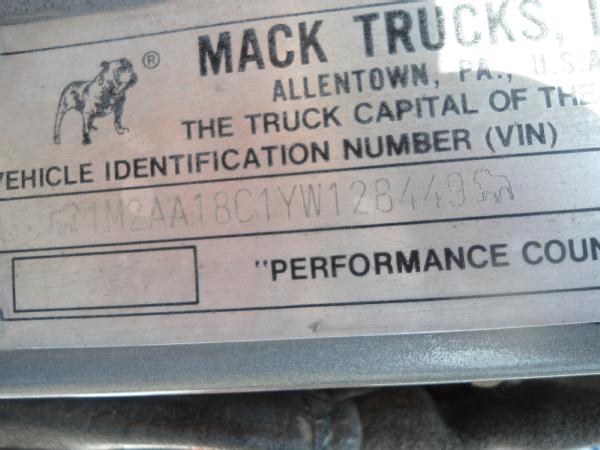 ® MACK TRUCKS, I
ALLENTOWN, PA., U.S.A
THE TRUCK CAPITAL OF THE
VEHICLE IDENTIFICATION NUMBER (VIN)
1M2AA18C1YW128449
"PERFORMANCE COUN